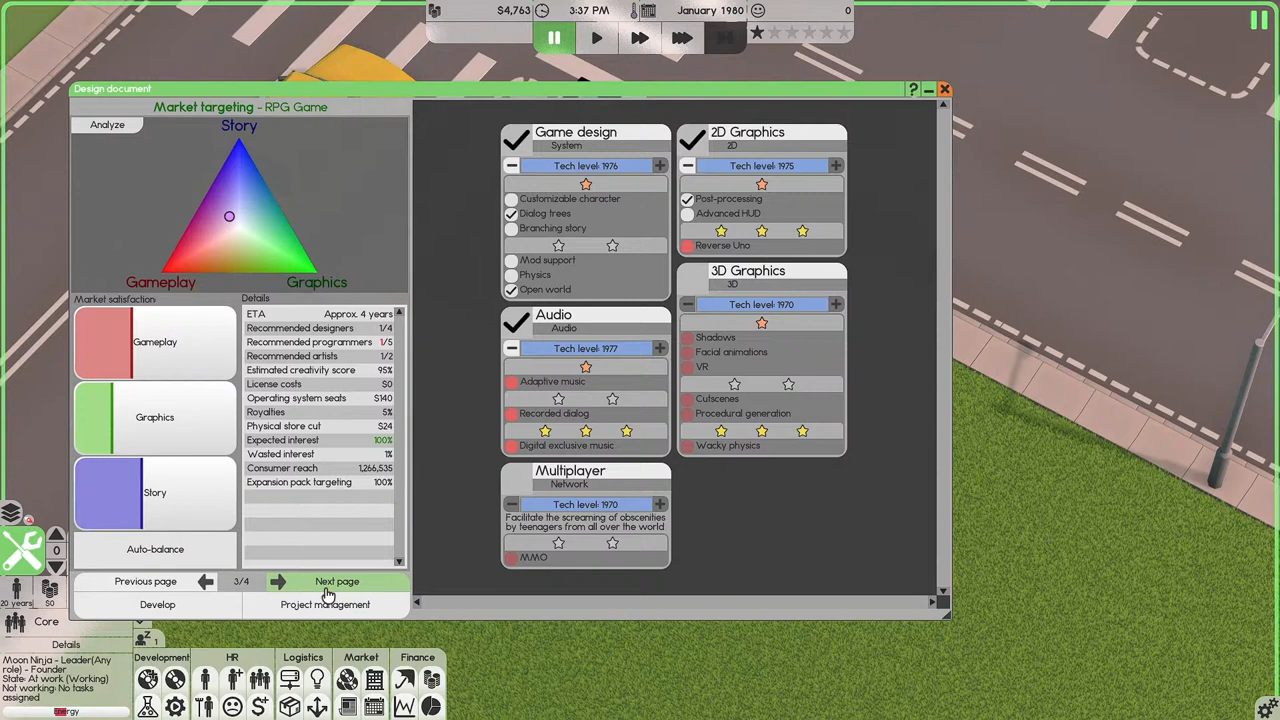 $4,763 3:37 PM January 1980 0
Design document ?
Market targeting - RPG Game
Analyze
Story
Gameplay Graphics
Market satisfaction:
Gameplay
Graphics
Story
Auto-balance
Details
ETA Approx. 4 years
Recommended designers 1/4
Recommended programmers 1/5
Recommended artists 1/2
Estimated creativity score 95%
License costs $0
Operating system seats $140
Royalties 5%
Physical store cut $24
Expected interest 100%
Wasted interest 1%
Consumer reach 1,266,535
Expansion pack targeting 100%
Previous page 3/4 Next page
Develop Project management
Game design
System
Tech level: 1976
Customizable character
Dialog trees
Branching story
Mod support
Physics
Open world
Audio
Audio
Tech level: 1977
Adaptive music
Recorded dialog
Digital exclusive music
Multiplayer
Network
Tech level: 1970
Facilitate the screaming of obscenities
by teenagers from all over the world
MMO
2D Graphics
2D
Tech level: 1975
Post-processing
Advanced HUD
Reverse Uno
3D Graphics
3D
Tech level: 1970
Shadows
Facial animations
VR
Cutscenes
Procedural generation
Wacky physics
0
20 years $0
Core
Details
Z 1
Moon Ninja - Leader(Any
role) - Founder
State: At work (Working)
Not working: No tasks
assigned
Energy
Development HR Logistics Market Finance